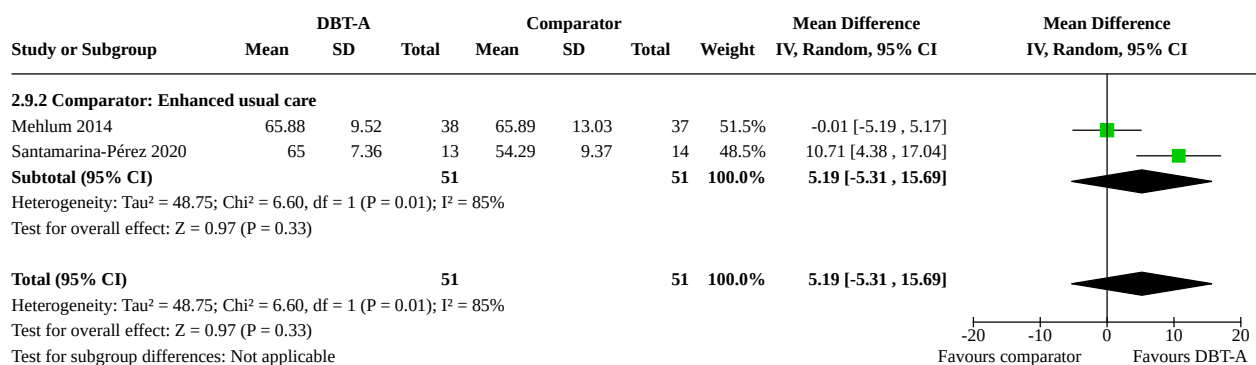 DBT-A Comparator Mean Difference Mean Difference
Study or Subgroup Mean SD Total Mean SD Total Weight IV, Random, 95% CI IV, Random, 95% CI
2.9.2 Comparator: Enhanced usual care
Mehlum 2014 65.88 9.52 38 65.89 13.03 37 51.5% -0.01 [-5.19 , 5.17]
Santamarina-Pérez 2020 65 7.36 13 54.29 9.37 14 48.5% 10.71 [4.38 , 17.04]
Subtotal (95% CI) 51 51 100.0% 5.19 [-5.31 , 15.69]
Heterogeneity: Tau² = 48.75; Chi² = 6.60, df = 1 (P = 0.01); I² = 85%
Test for overall effect: Z = 0.97 (P = 0.33)
Total (95% CI) 51 51 100.0% 5.19 [-5.31 , 15.69]
Heterogeneity: Tau² = 48.75; Chi² = 6.60, df = 1 (P = 0.01); I² = 85%
Test for overall effect: Z = 0.97 (P = 0.33) -20 -10 0 10 20
Test for subgroup differences: Not applicable Favours comparator Favours DBT-A